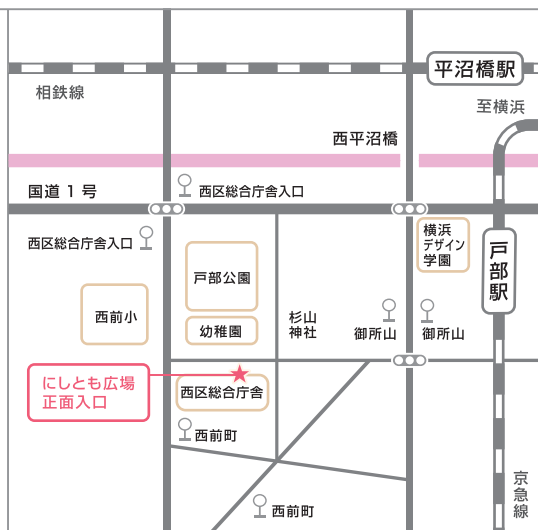 平沼橋駅
相鉄線
至横浜
西平沼橋
国道1号
西区総合庁舎入口
西区総合庁舎入口
横浜
デザイン
学園
戸部駅
戸部公園
西前小
幼稚園
杉山
神社
御所山
御所山
にしとも広場
正面入口
西区総合庁舎
西前町
西前町
京急線